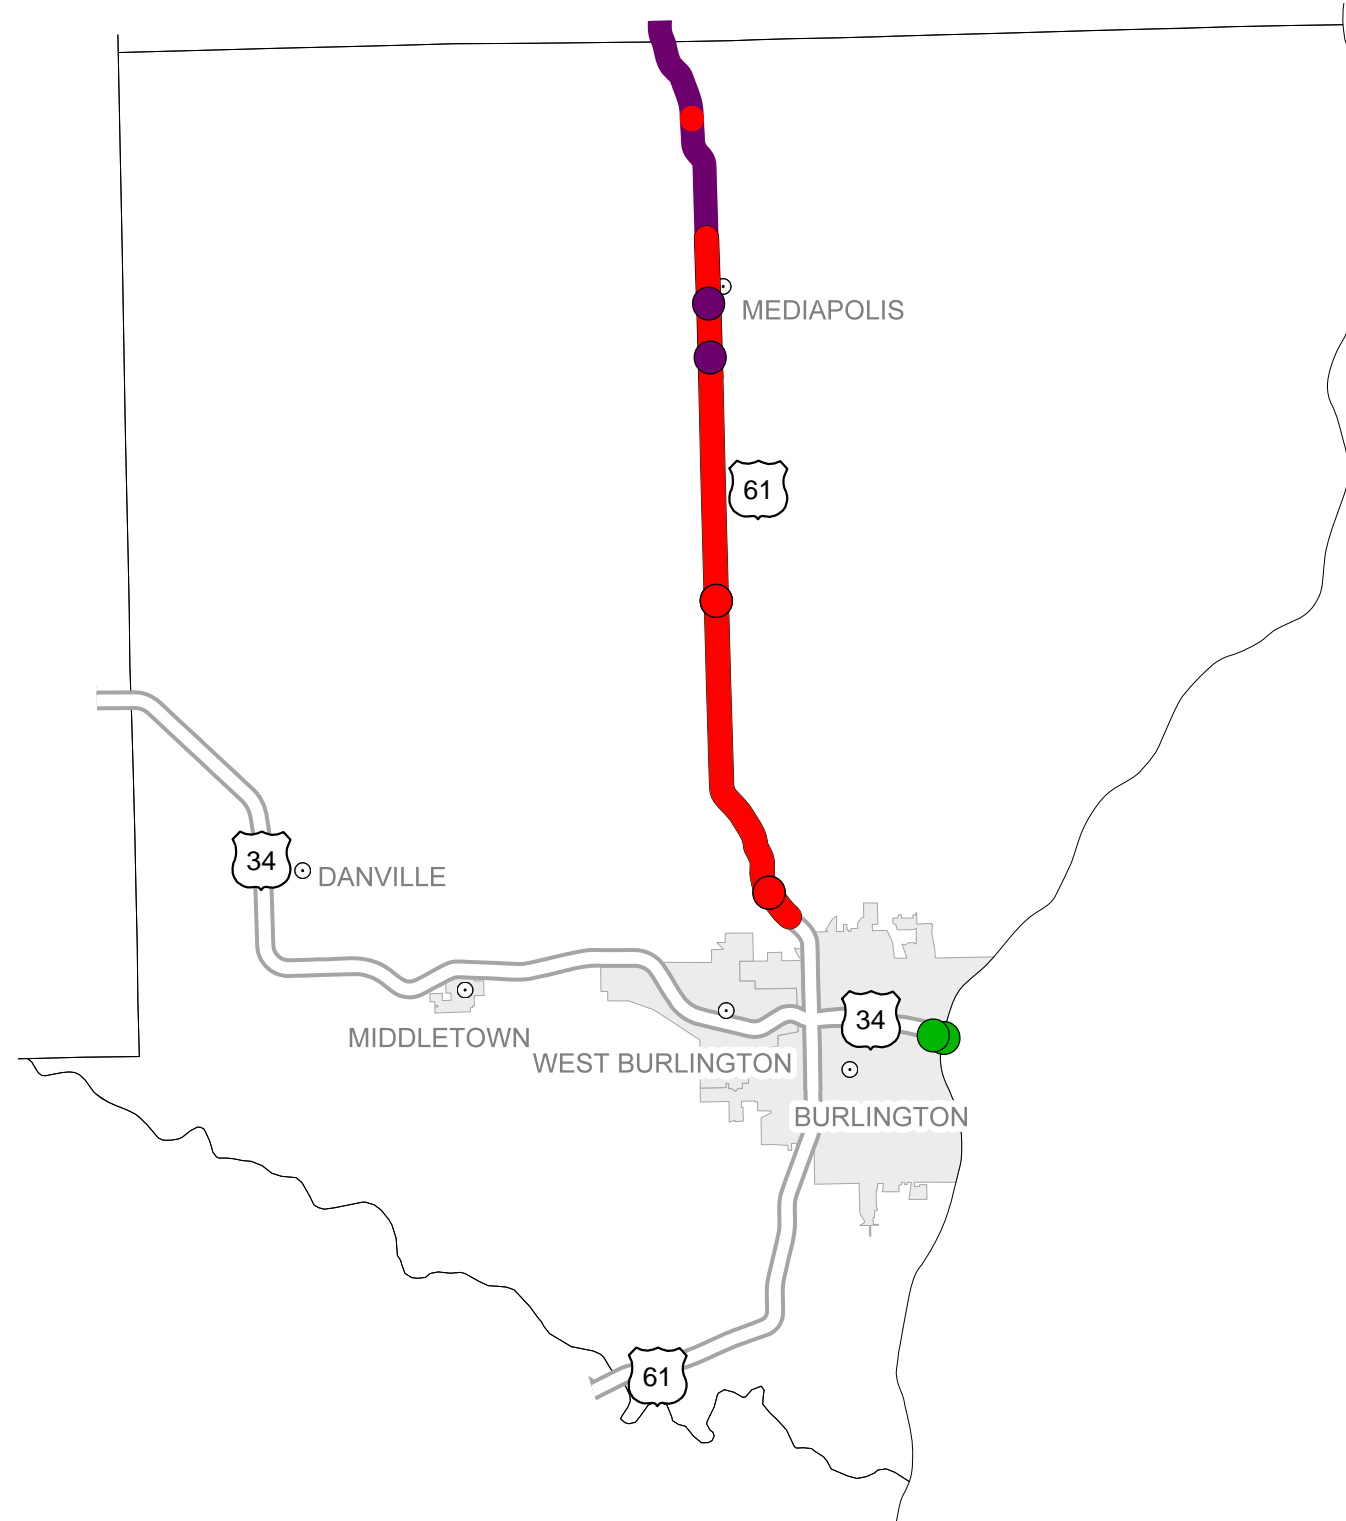 MEDIAPOLIS
61
34
DANVILLE
34
MIDDLETOWN
WEST BURLINGTON
BURLINGTON
61